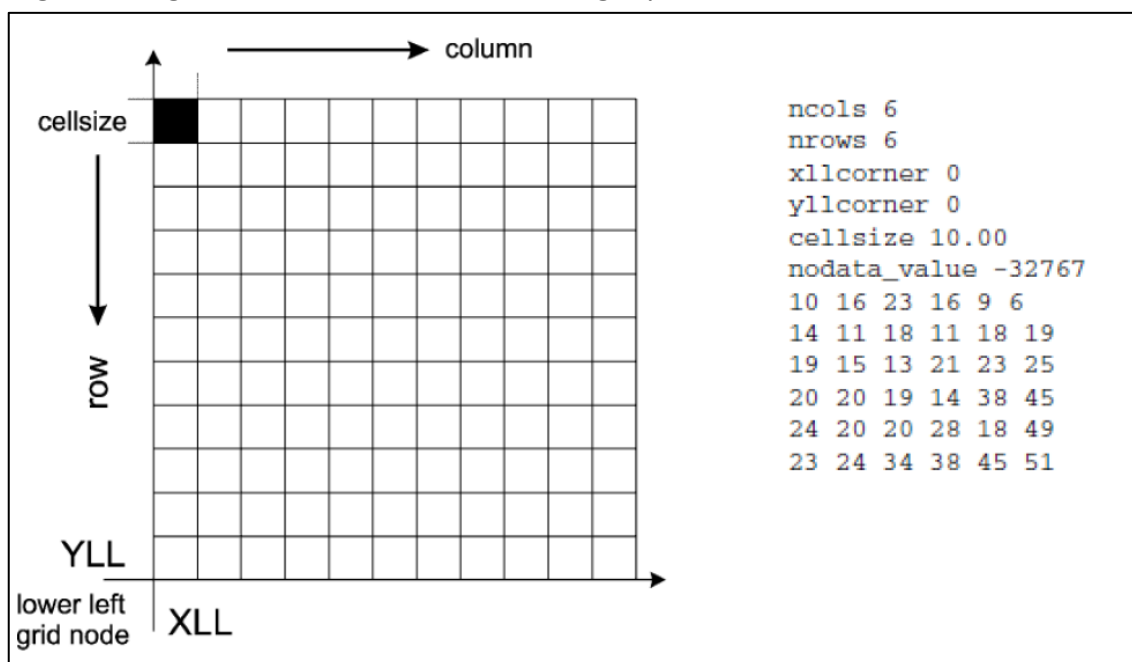 column
cellsize
row
YLL
lower left
grid node
XLL
ncols 6
nrows 6
xllcorner 0
yllcorner 0
cellsize 10.00
nodata_value -32767
10 16 23 16 9 6
14 11 18 11 18 19
19 15 13 21 23 25
20 20 19 14 38 45
24 20 20 28 18 49
23 24 34 38 45 51